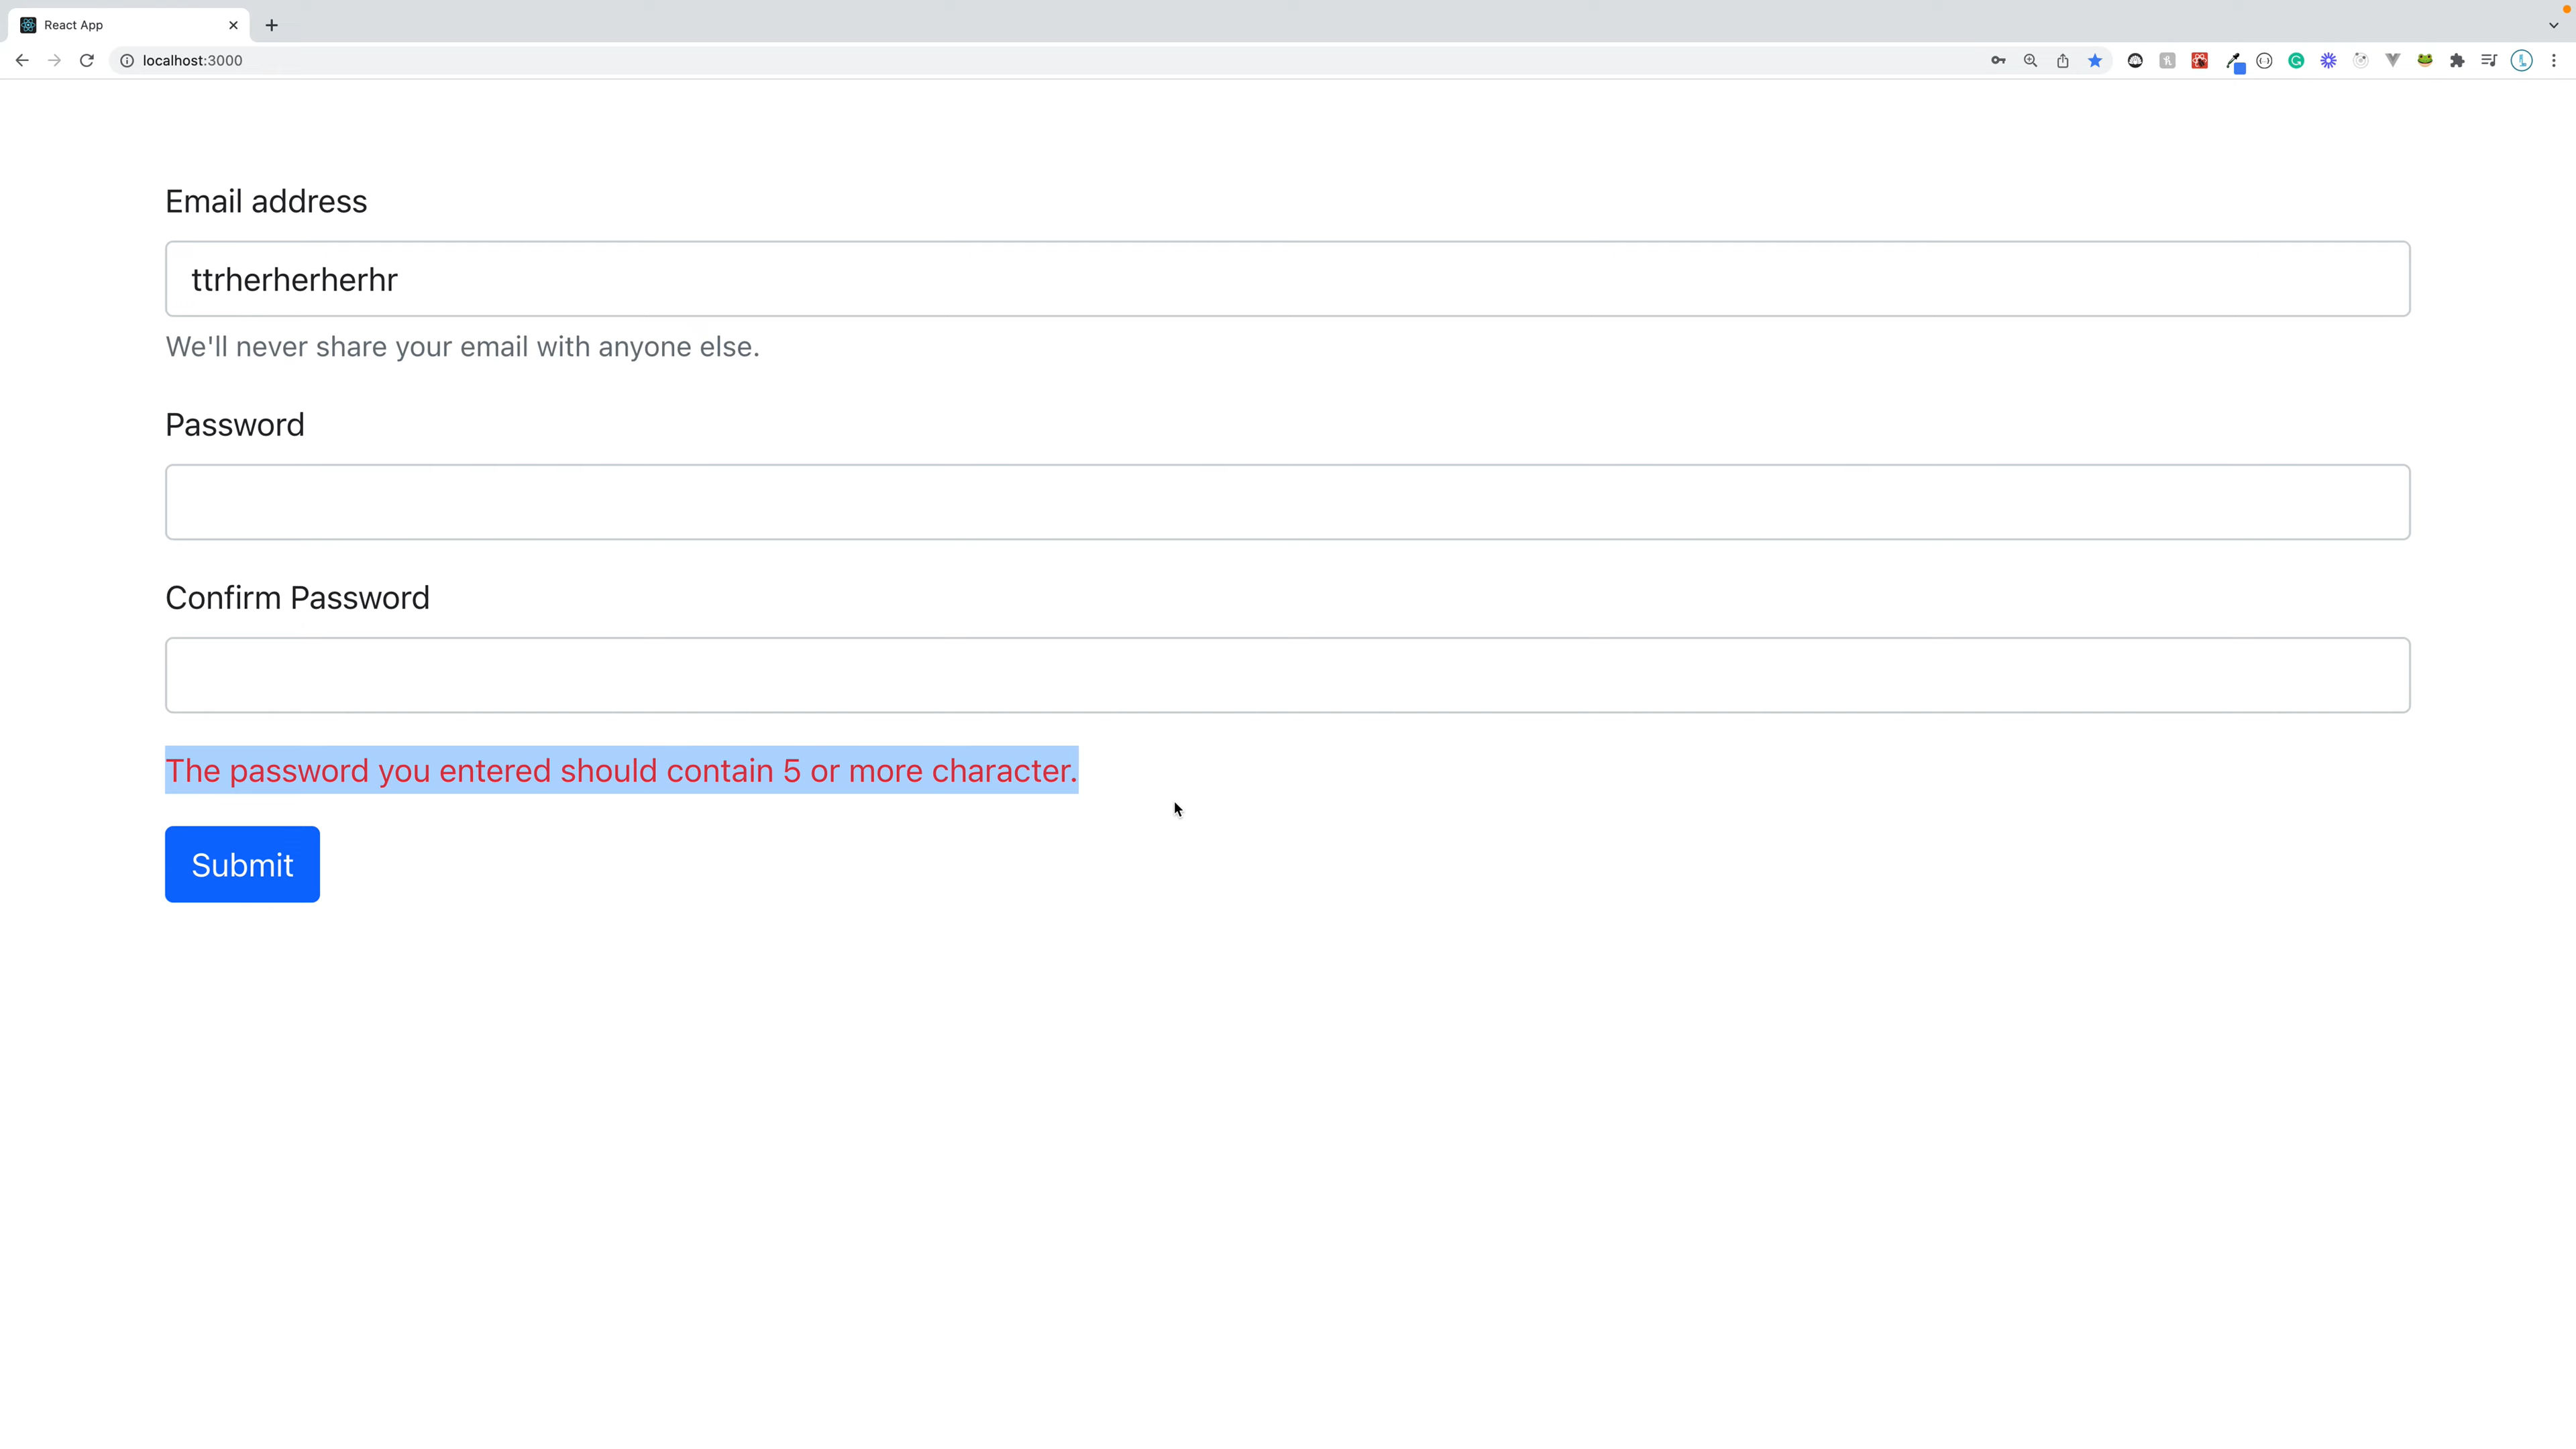 React App
localhost:3000
Email address
ttrherherherhr
We'll never share your email with anyone else.
Password
Confirm Password
The password you entered should contain 5 or more character.
Submit